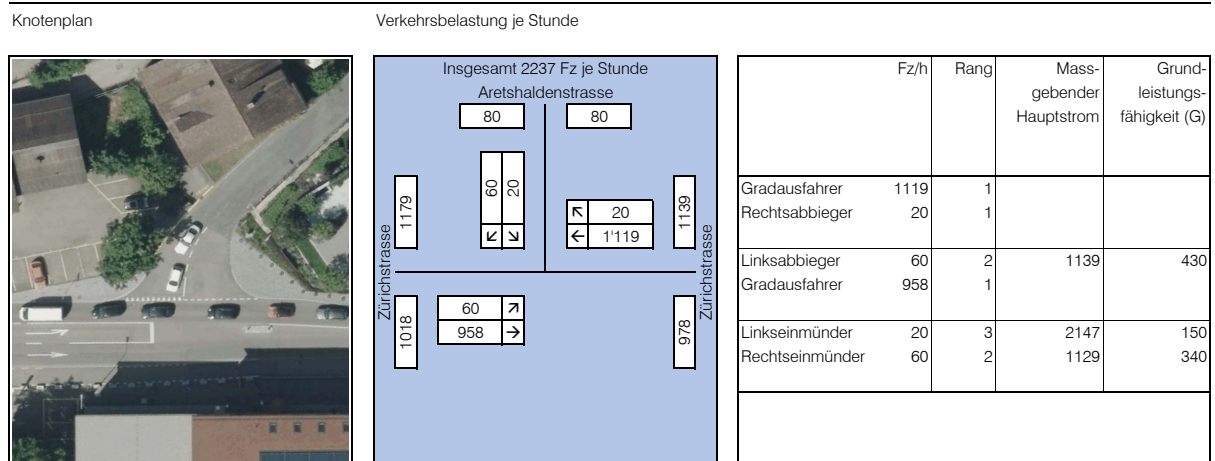 Knotenplan
Verkehrsbelastung je Stunde
Insgesamt 2237 Fz je Stunde
Aretshaldenstrasse
80 80
60 20
1179
20
1'119
1139
Zürichstrasse
Zürichstrasse
60
958
1018
978
Fz/h Rang Mass- Grund-
gebender leistungs-
Hauptstrom fähigkeit (G)
Gradausfahrer 1119 1
Rechtsabbieger 20 1
Linksabbieger 60 2 1139 430
Gradausfahrer 958 1
Linkseinmünder 20 3 2147 150
Rechtseinmünder 60 2 1129 340